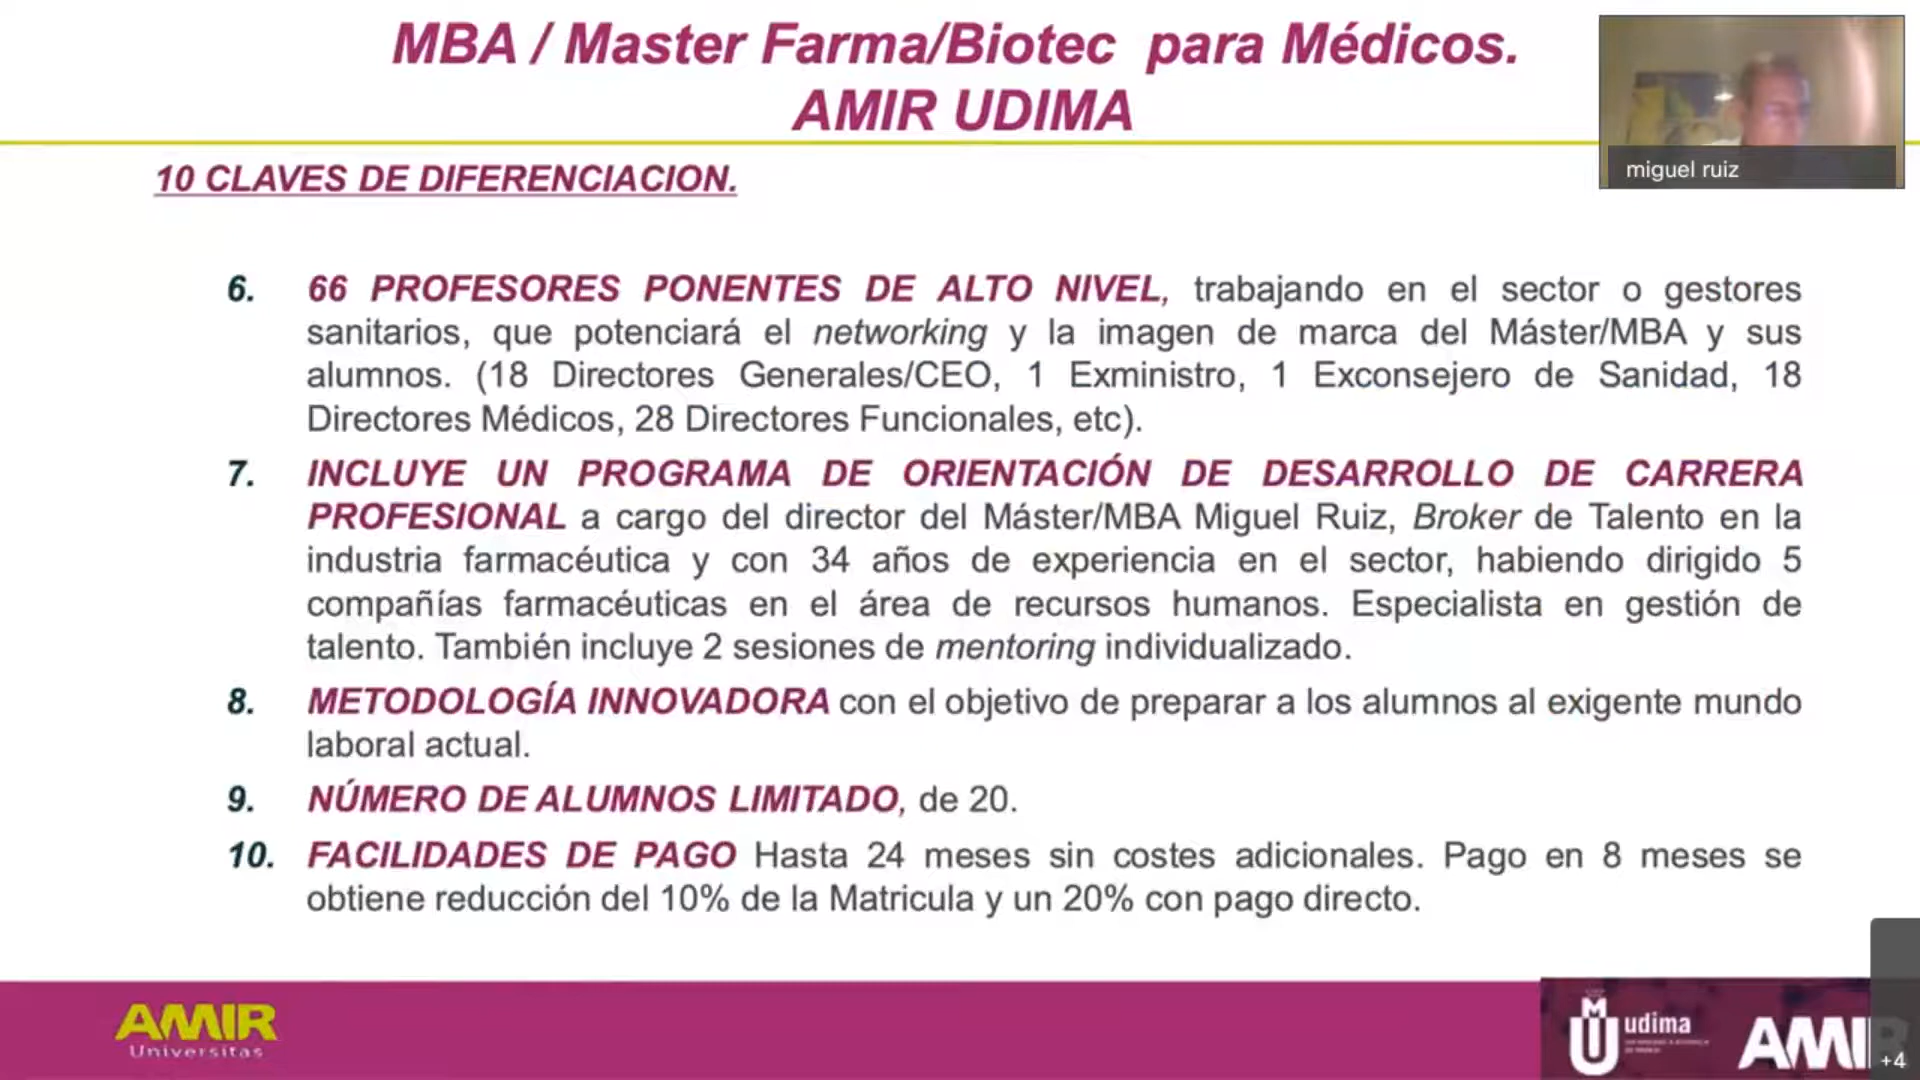 MBA / Master Farma/Biotec para Médicos.
AMIR UDIMA
miguel ruiz
10 CLAVES DE DIFERENCIACION.
6. 66 PROFESORES PONENTES DE ALTO NIVEL, trabajando en el sector o gestores
sanitarios, que potenciará el networking y la imagen de marca del Máster/MBA y sus
alumnos. (18 Directores Generales/CEO, 1 Exministro, 1 Exconsejero de Sanidad, 18
Directores Médicos, 28 Directores Funcionales, etc).
7. INCLUYE UN PROGRAMA DE ORIENTACIÓN DE DESARROLLO DE CARRERA
PROFESIONAL a cargo del director del Máster/MBA Miguel Ruiz, Broker de Talento en la
industria farmacéutica y con 34 años de experiencia en el sector, habiendo dirigido 5
compañías farmacéuticas en el área de recursos humanos. Especialista en gestión de
talento. También incluye 2 sesiones de mentoring individualizado.
8. METODOLOGÍA INNOVADORA con el objetivo de preparar a los alumnos al exigente mundo
laboral actual.
9. NÚMERO DE ALUMNOS LIMITADO, de 20.
10. FACILIDADES DE PAGO Hasta 24 meses sin costes adicionales. Pago en 8 meses se
obtiene reducción del 10% de la Matricula y un 20% con pago directo.
AMIR
Universitas
udima
AMIR
+4